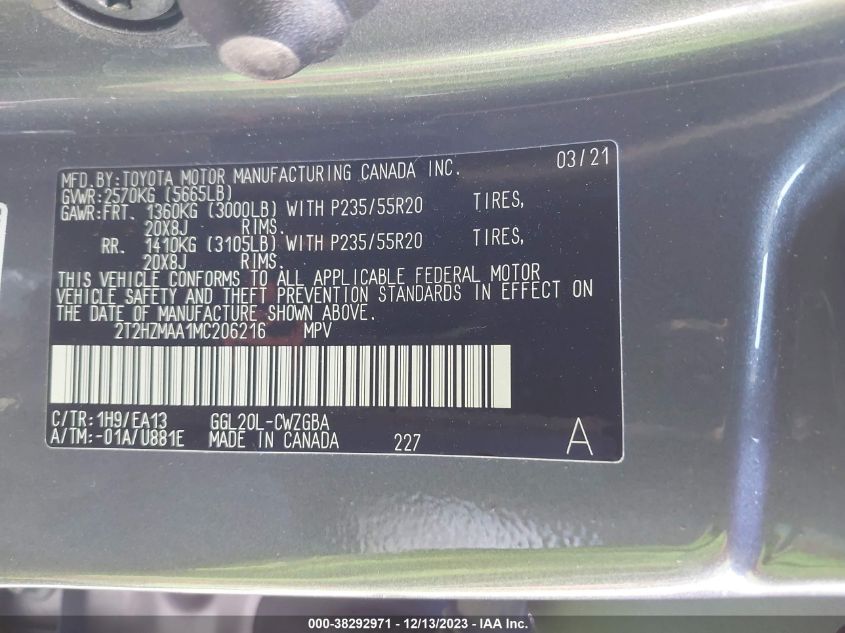 MFD.BY:TOYOTA MOTOR MANUFACTURING CANADA INC. 03/21
GVWR:2570KG (5665LB)
GAWR:FRT. 1360KG (3000LB) WITH P235/55R20 TIRES,
20X8J RIMS.
RR. 1410KG (3105LB) WITH P235/55R20 TIRES,
20X8J RIMS.
THIS VEHICLE CONFORMS TO ALL APPLICABLE FEDERAL MOTOR
VEHICLE SAFETY AND THEFT PREVENTION STANDARDS IN EFFECT ON
THE DATE OF MANUFACTURE SHOWN ABOVE.
2T2HZMAA1MC206216 MPV
C/TR: 1H9/EA13 GGL20L-CWZGBA
A/TM:-01A/U881E MADE IN CANADA 227 A
000-38292971 - 12/13/2023 - IAA Inc.